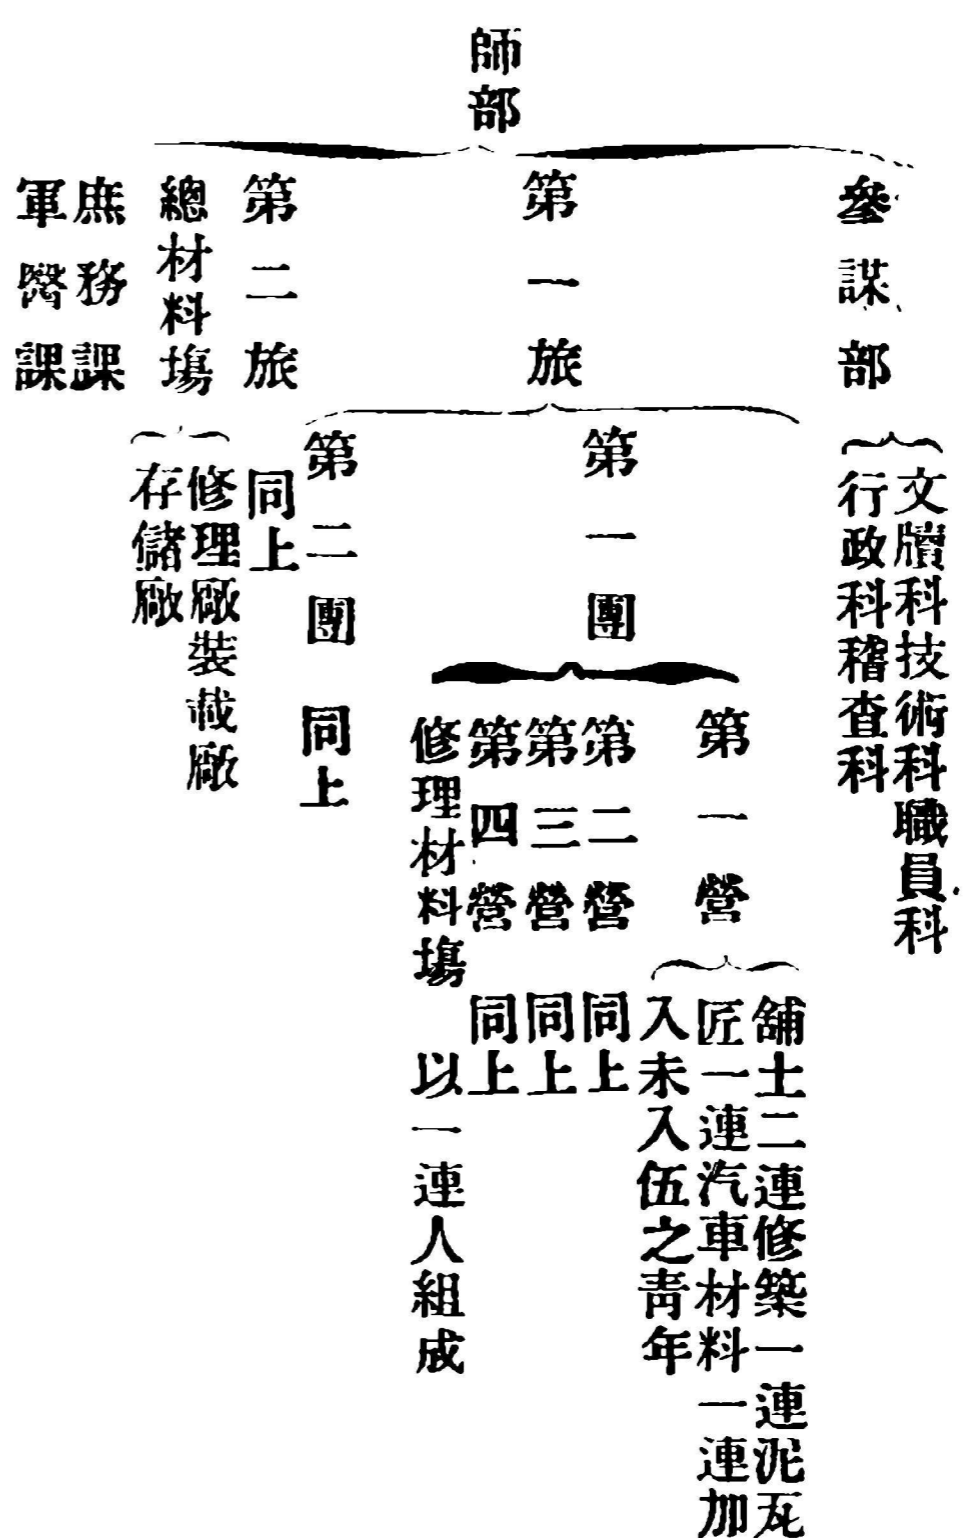 師部
參謀部
文牘科技術科職員科
行政科稽查科
第一旅
第一團
第一營
舖土二連修築一連泥瓦
匠一連汽車材料一連加
入未入伍之靑年
第二營 同上
第三營 同上
第四營 同上
修理材料塲 以一連人組成
第二團 同上
第二旅 同上
總材料塲
修理廠裝載廠
存儲廠
庶務課
軍醫課